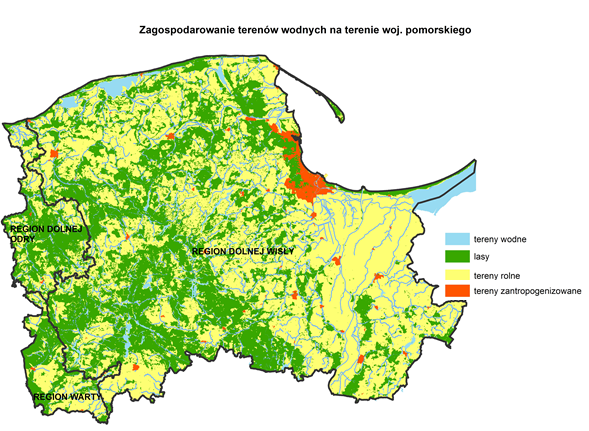 Zagospodarowanie terenów wodnych na terenie woj. pomorskiego
REGION DOLNEJ
ODRY
REGION DOLNEJ WISŁY
tereny wodne
lasy
tereny rolne
tereny zantropogenizowane
REGION WARTY